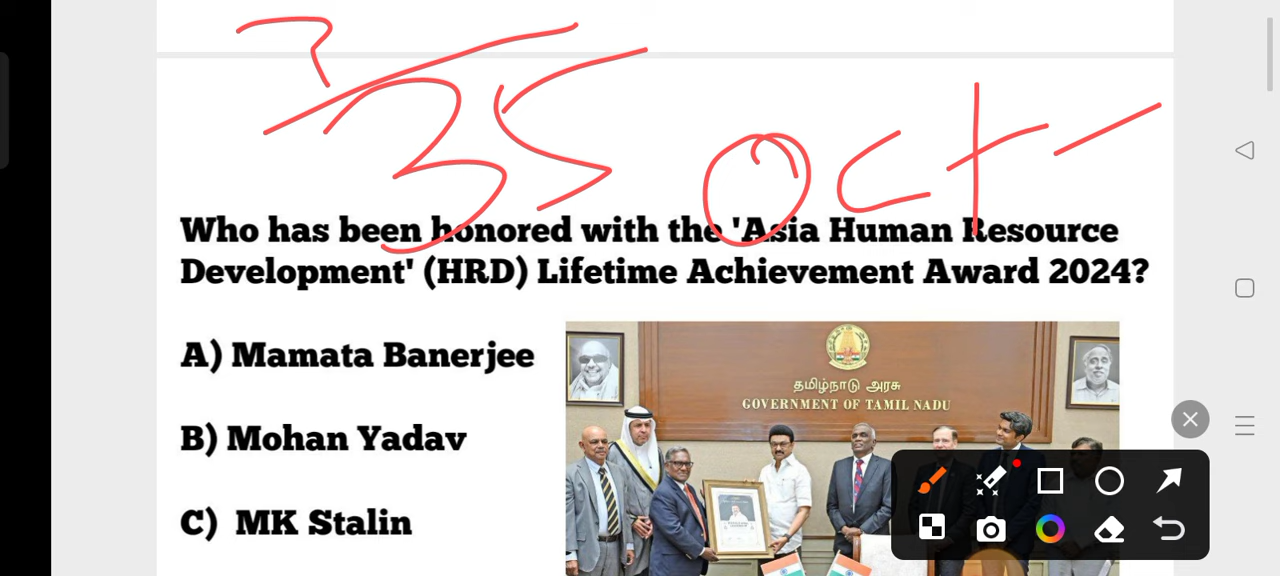 35 Oct -
Who has been honored with the 'Asia Human Resource
Development' (HRD) Lifetime Achievement Award 2024?
A) Mamata Banerjee
தமிழ்நாடு அரசு
GOVERNMENT OF TAMIL NADU
B) Mohan Yadav
C) MK Stalin